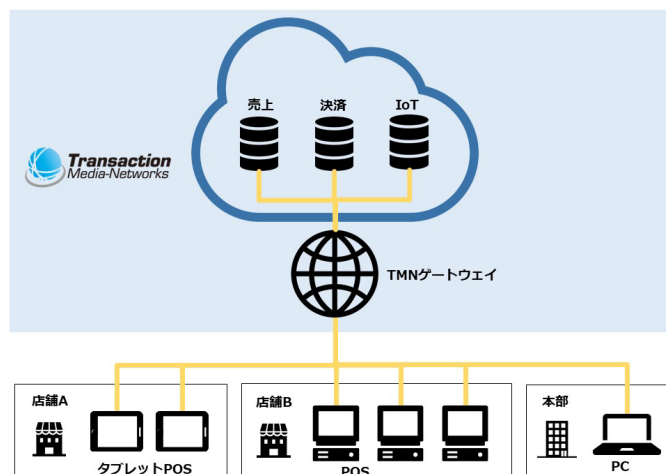 売上 決済 IoT
Transaction
Media-Networks
TMNゲートウェイ
店舗A 店舗B 本部
タブレットPOS POS PC